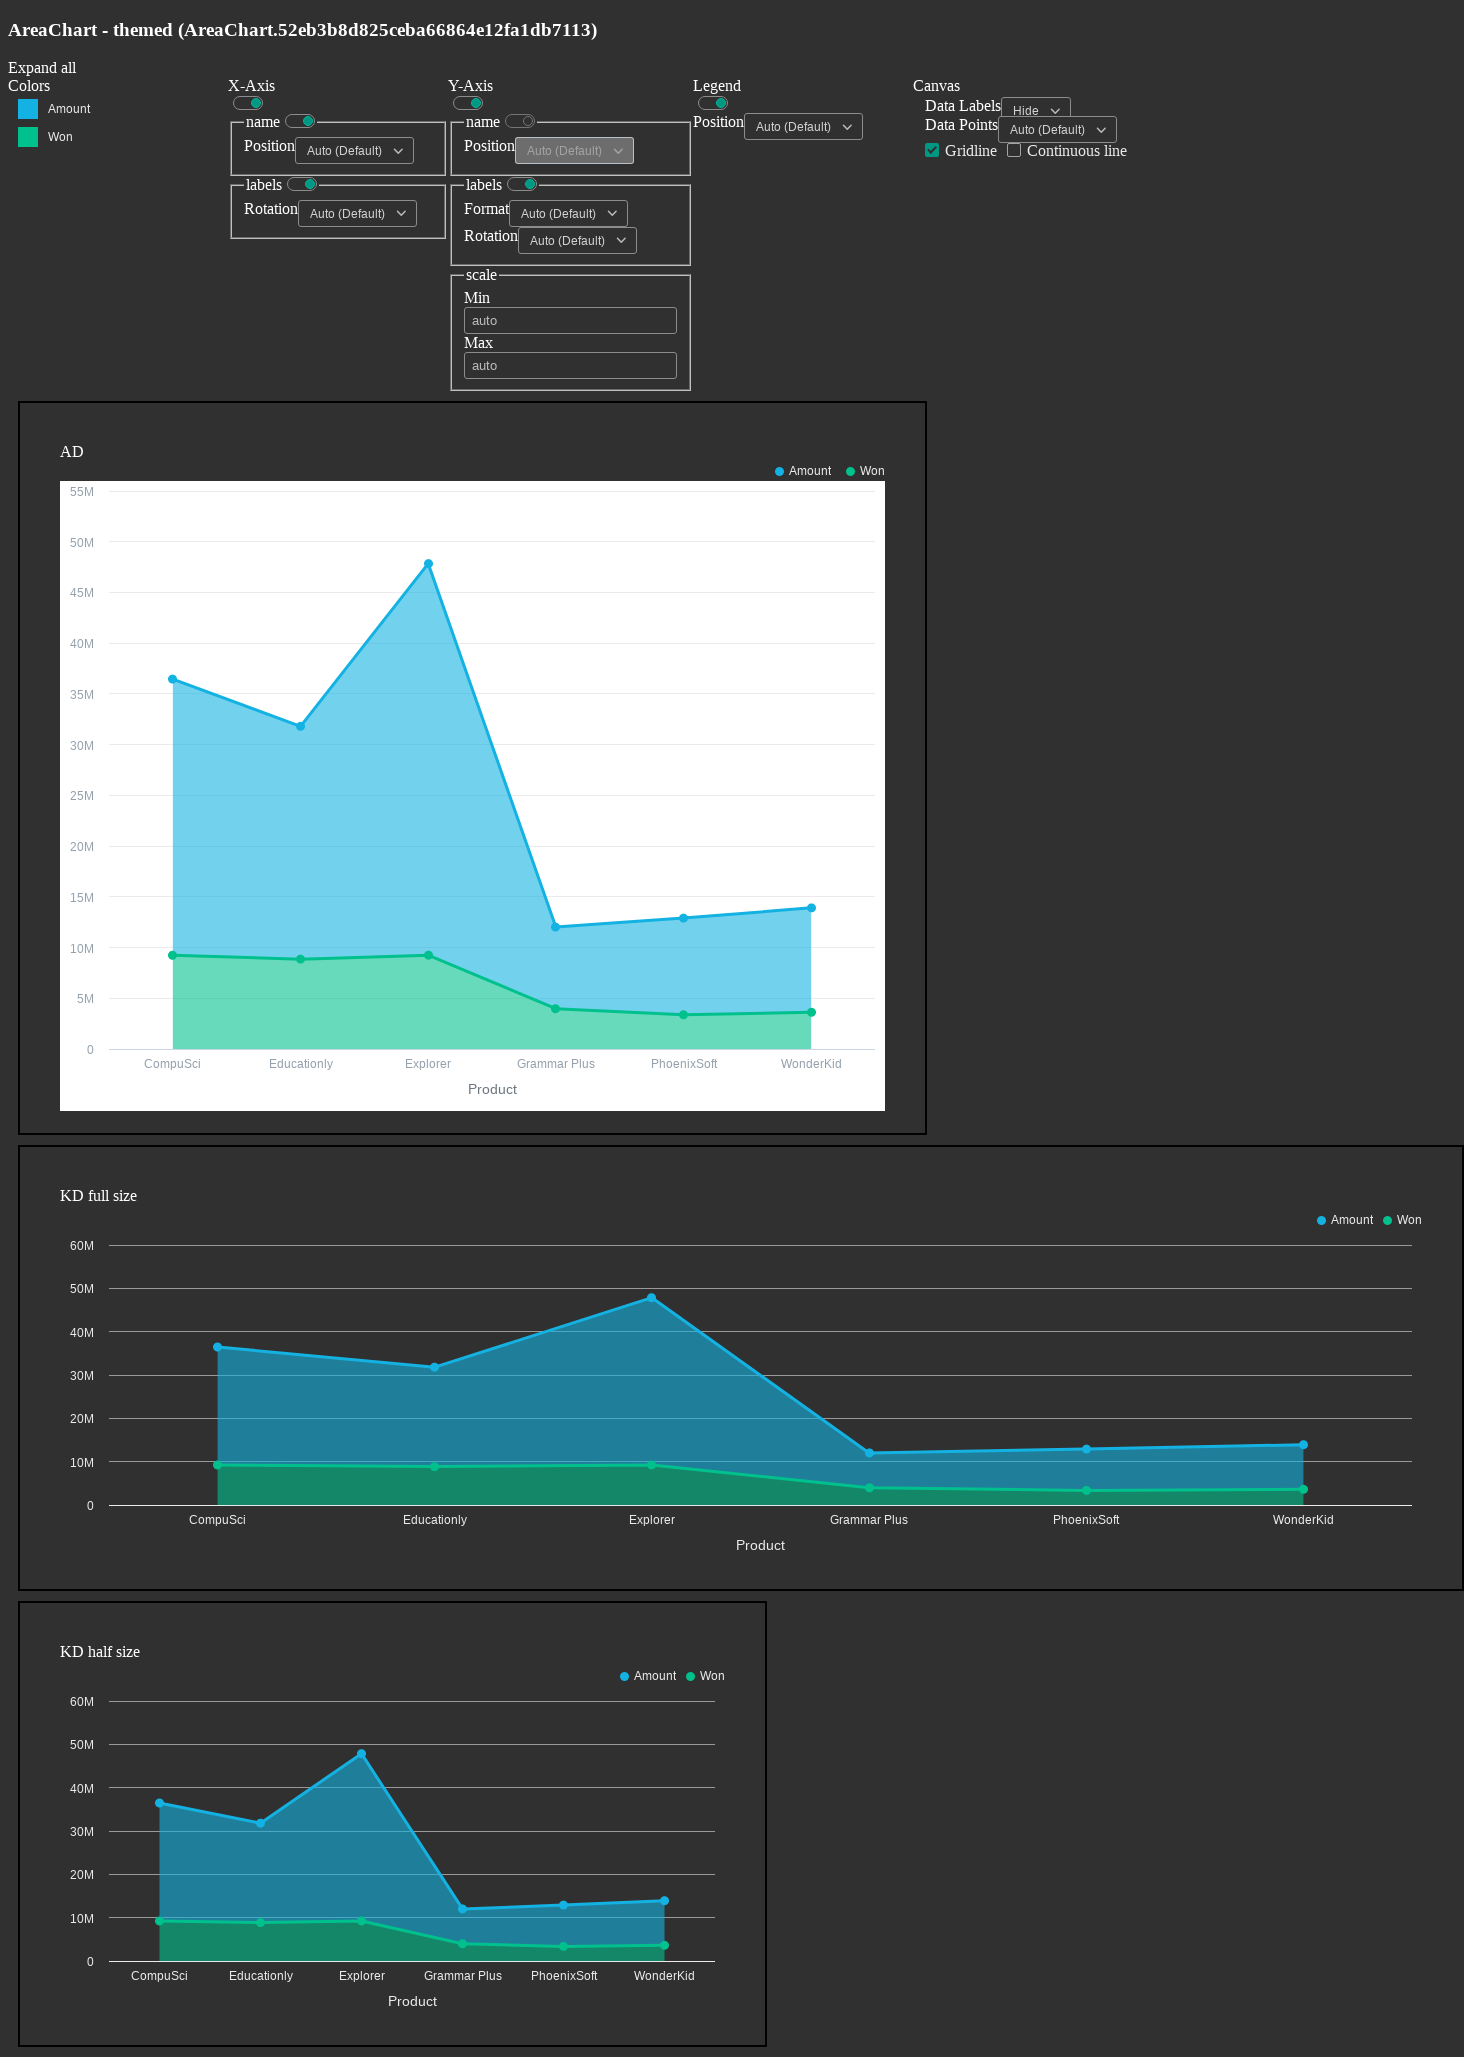 AreaChart - themed (AreaChart.52eb3b8d825ceba66864e12fa1db7113)
Expand all
Colors
Amount
Won
X-Axis
name
Position Auto (Default)
labels
Rotation Auto (Default)
Y-Axis
name
Position Auto (Default)
labels
Format Auto (Default)
Rotation Auto (Default)
scale
Min
auto
Max
auto
Legend
Position Auto (Default)
Canvas
Data Labels Hide
Data Points Auto (Default)
Gridline Continuous line
AD
Amount Won
55M
50M
45M
40M
35M
30M
25M
20M
15M
10M
5M
0
CompuSci Educationly Explorer Grammar Plus PhoenixSoft WonderKid
Product
KD full size
Amount Won
60M
50M
40M
30M
20M
10M
0
CompuSci Educationly Explorer Grammar Plus PhoenixSoft WonderKid
Product
KD half size
Amount Won
60M
50M
40M
30M
20M
10M
0
CompuSci Educationly Explorer Grammar Plus PhoenixSoft WonderKid
Product